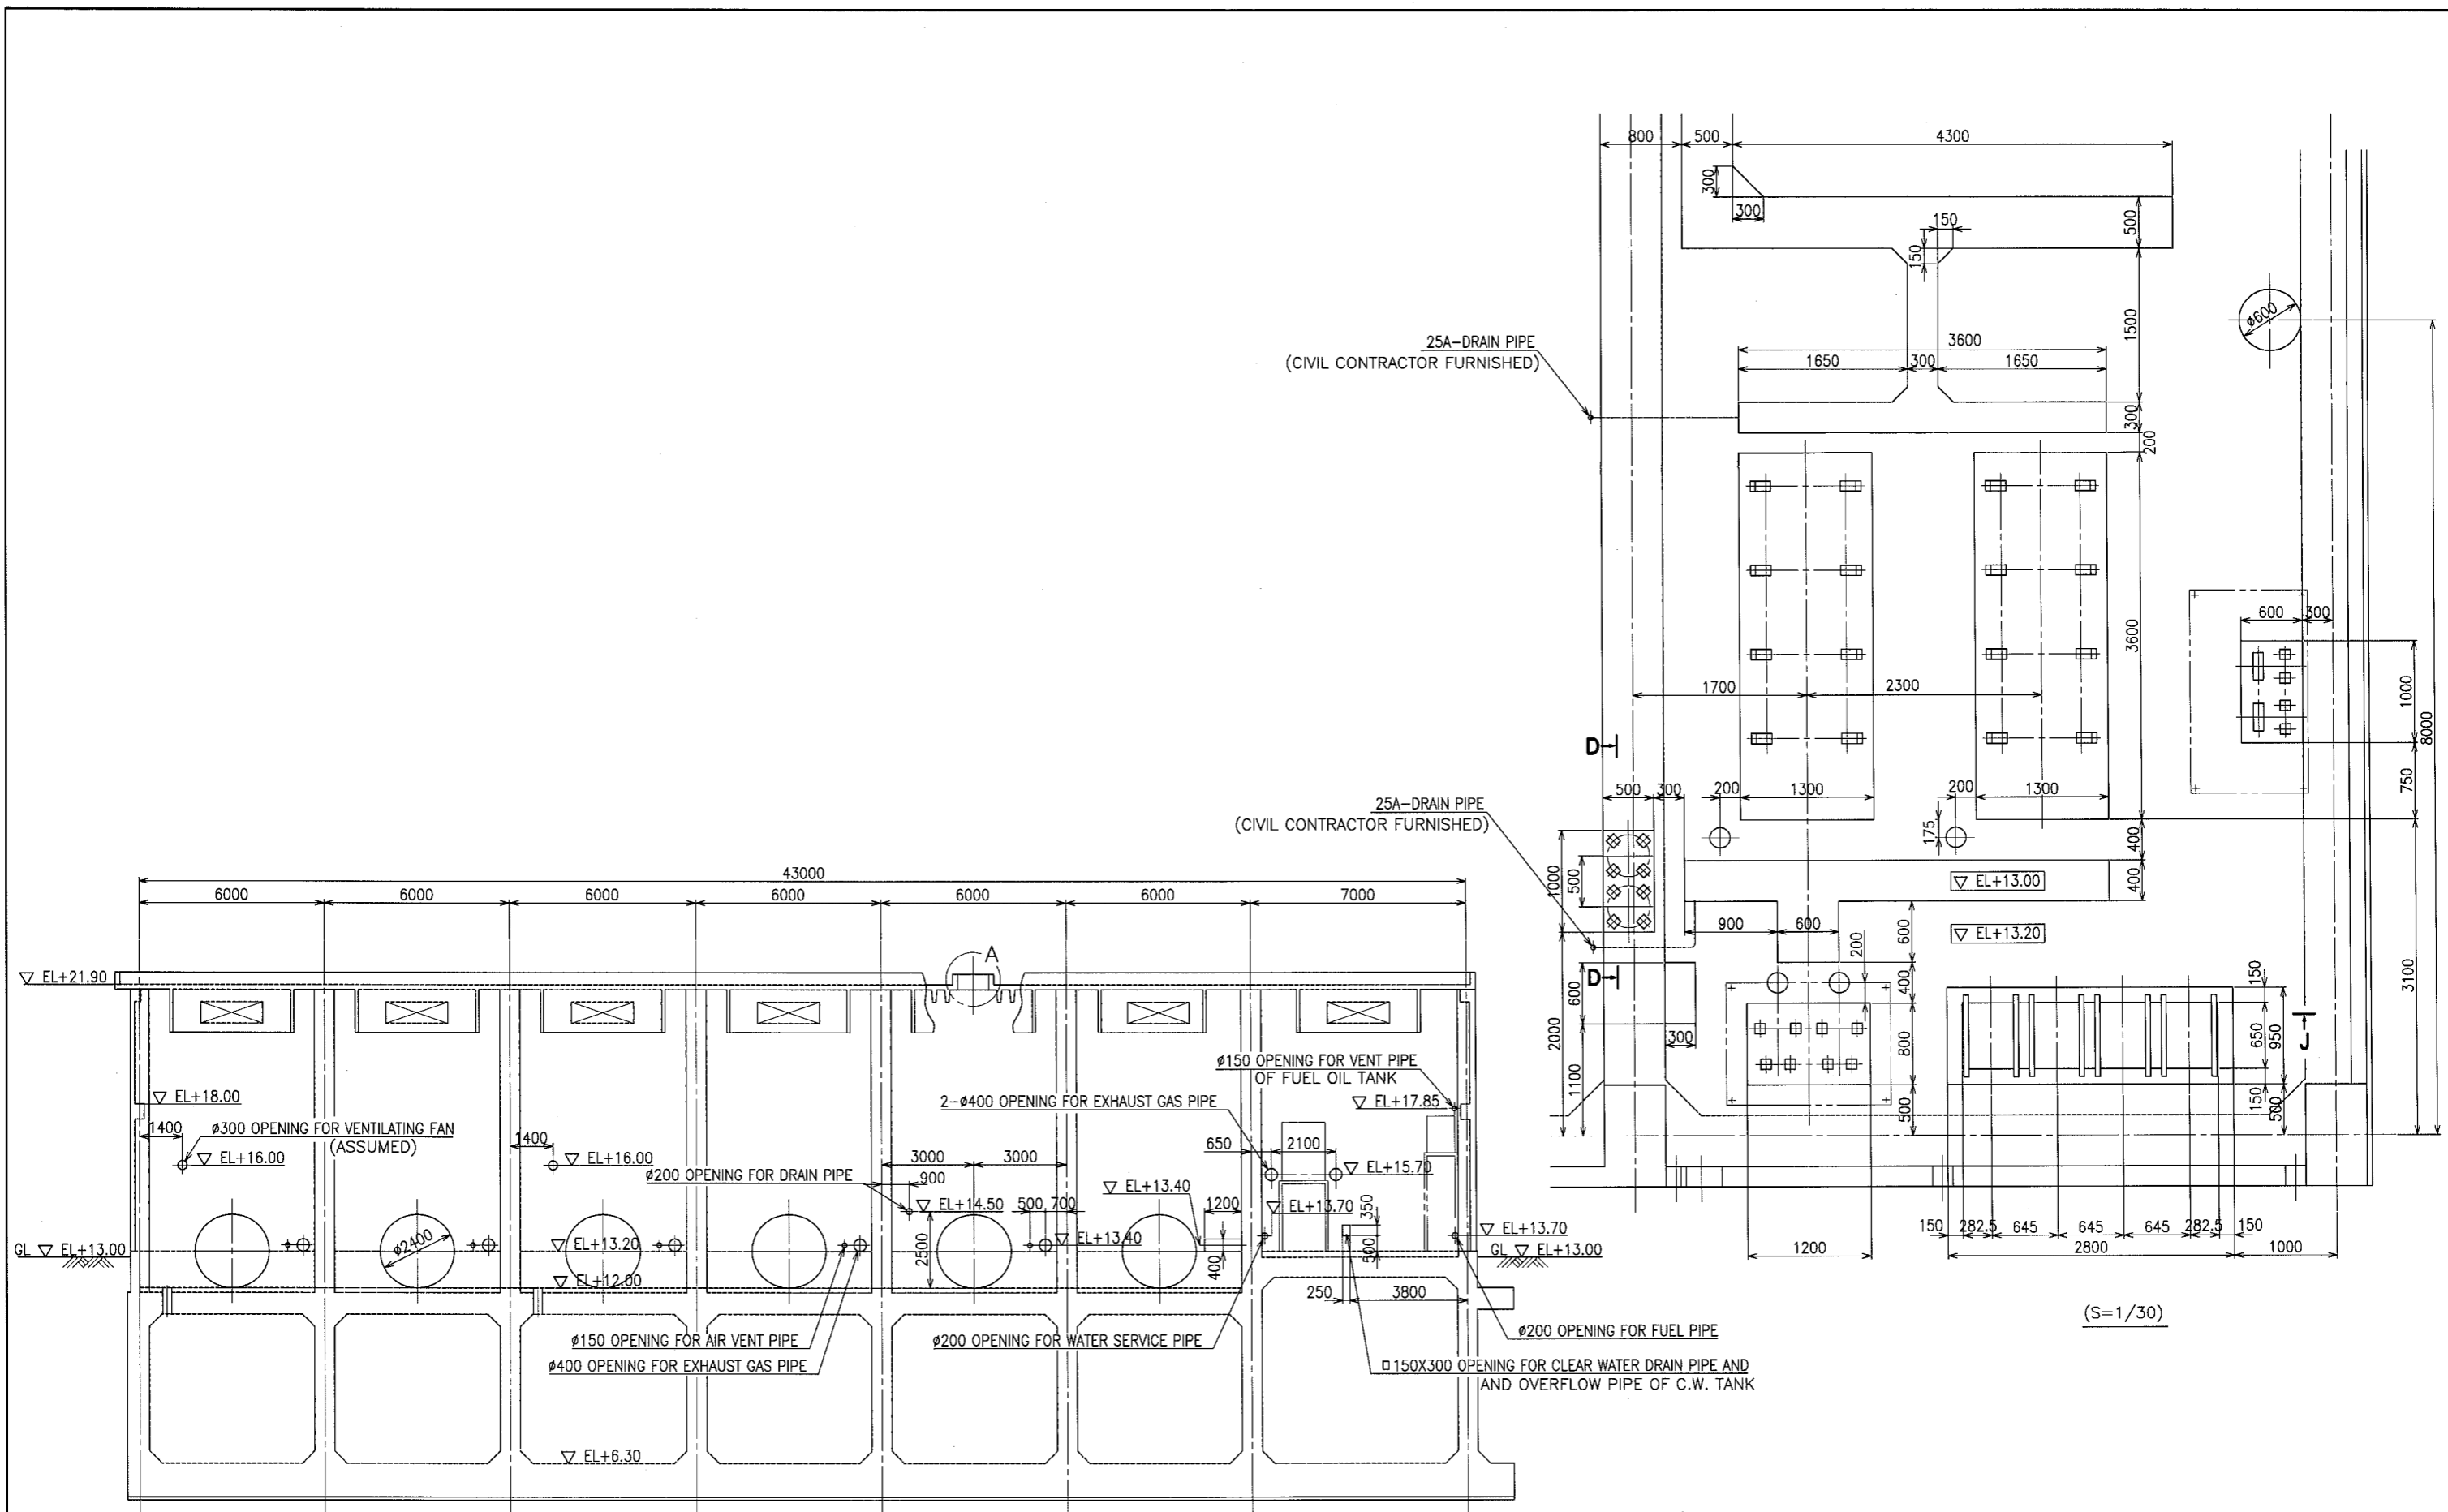 800 500 4300
300
300 150
150
500
1500
ø600
25A-DRAIN PIPE
(CIVIL CONTRACTOR FURNISHED)
3600
1650 300 1650
300
200
3600
600 300
1000
8000
750
1700 2300
D
500 300 200 1300 200 1300
175
400
25A-DRAIN PIPE
(CIVIL CONTRACTOR FURNISHED)
1000
500
▽ EL+13.00
400
900 600
▽ EL+13.20
600
200
D
600
400
150
2000
300
800
650
950
J
3100
1100
500
150
500
150 282.5 645 645 645 282.5 150
1200 2800 1000
(S=1/30)
43000
6000 6000 6000 6000 6000 6000 7000
A
▽ EL+21.90
▽ EL+18.00
1400
ø300 OPENING FOR VENTILATING FAN
(ASSUMED)
▽ EL+16.00
1400
▽ EL+16.00
ø200 OPENING FOR DRAIN PIPE
3000 3000
900
▽ EL+14.50
500 700
▽ EL+13.40
2500
ø150 OPENING FOR VENT PIPE
OF FUEL OIL TANK
2-ø400 OPENING FOR EXHAUST GAS PIPE
▽ EL+17.85
650 2100
▽ EL+15.70
▽ EL+13.40
1200
400
▽ EL+13.70
350
500
▽ EL+13.70
GL ▽ EL+13.00
GL ▽ EL+13.00
ø2400
▽ EL+13.20
▽ EL+12.00
250 3800
ø150 OPENING FOR AIR VENT PIPE
ø400 OPENING FOR EXHAUST GAS PIPE
ø200 OPENING FOR WATER SERVICE PIPE
ø200 OPENING FOR FUEL PIPE
□150X300 OPENING FOR CLEAR WATER DRAIN PIPE AND
AND OVERFLOW PIPE OF C.W. TANK
▽ EL+6.30